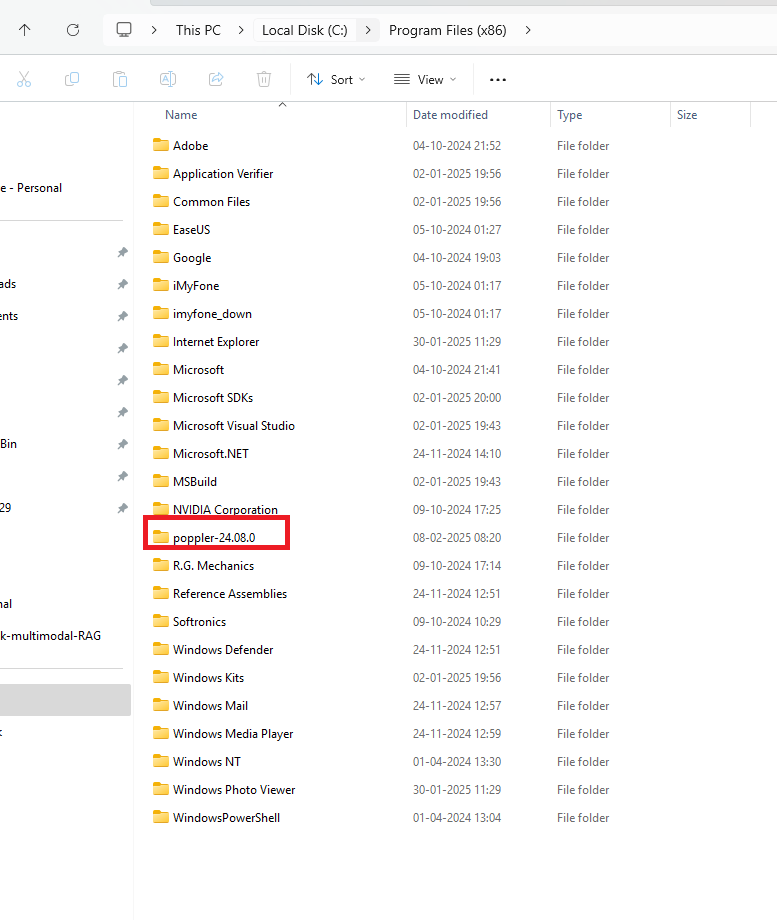 This PC > Local Disk (C:) > Program Files (x86) >
Sort View ...
Name Date modified Type Size
Adobe 04-10-2024 21:52 File folder
Application Verifier 02-01-2025 19:56 File folder
Common Files 02-01-2025 19:56 File folder
EaseUS 05-10-2024 01:27 File folder
Google 04-10-2024 19:03 File folder
iMyFone 05-10-2024 01:17 File folder
imyfone_down 05-10-2024 01:17 File folder
Internet Explorer 30-01-2025 11:29 File folder
Microsoft 04-10-2024 21:41 File folder
Microsoft SDKs 02-01-2025 20:00 File folder
Microsoft Visual Studio 02-01-2025 19:43 File folder
Microsoft.NET 24-11-2024 14:10 File folder
MSBuild 02-01-2025 19:43 File folder
NVIDIA Corporation 09-10-2024 17:25 File folder
poppler-24.08.0 08-02-2025 08:20 File folder
R.G. Mechanics 09-10-2024 17:14 File folder
Reference Assemblies 24-11-2024 12:51 File folder
Softronics 09-10-2024 10:29 File folder
Windows Defender 24-11-2024 12:51 File folder
Windows Kits 02-01-2025 19:56 File folder
Windows Mail 24-11-2024 12:57 File folder
Windows Media Player 24-11-2024 12:59 File folder
Windows NT 01-04-2024 13:30 File folder
Windows Photo Viewer 30-01-2025 11:29 File folder
WindowsPowerShell 01-04-2024 13:04 File folder
e - Personal
ads
ents
Bin
29
nal
k-multimodal-RAG